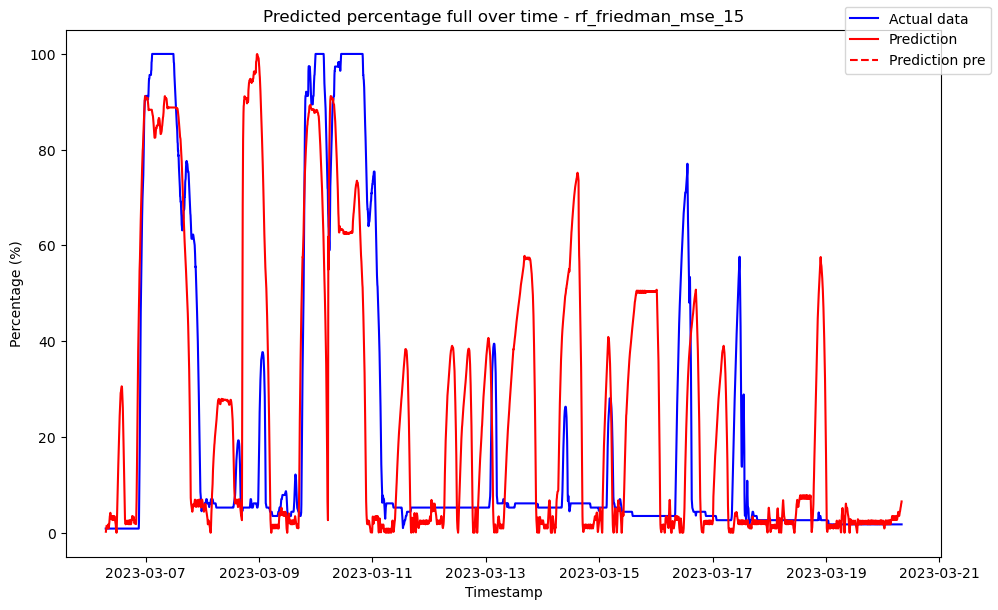 Predicted percentage full over time - rf_friedman_mse_15
Actual data
Prediction
Prediction pre
Percentage (%)
100
80
60
40
20
0
2023-03-07
2023-03-09
2023-03-11
2023-03-13
2023-03-15
2023-03-17
2023-03-19
2023-03-21
Timestamp